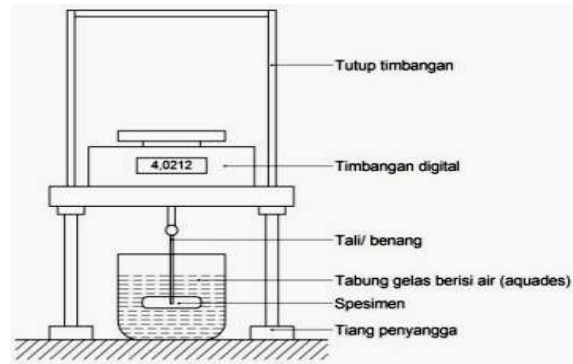 Tutup timbangan
4,0212
Timbangan digital
Tali/ benang
Tabung gelas berisi air (aquades)
Spesimen
Tiang penyangga